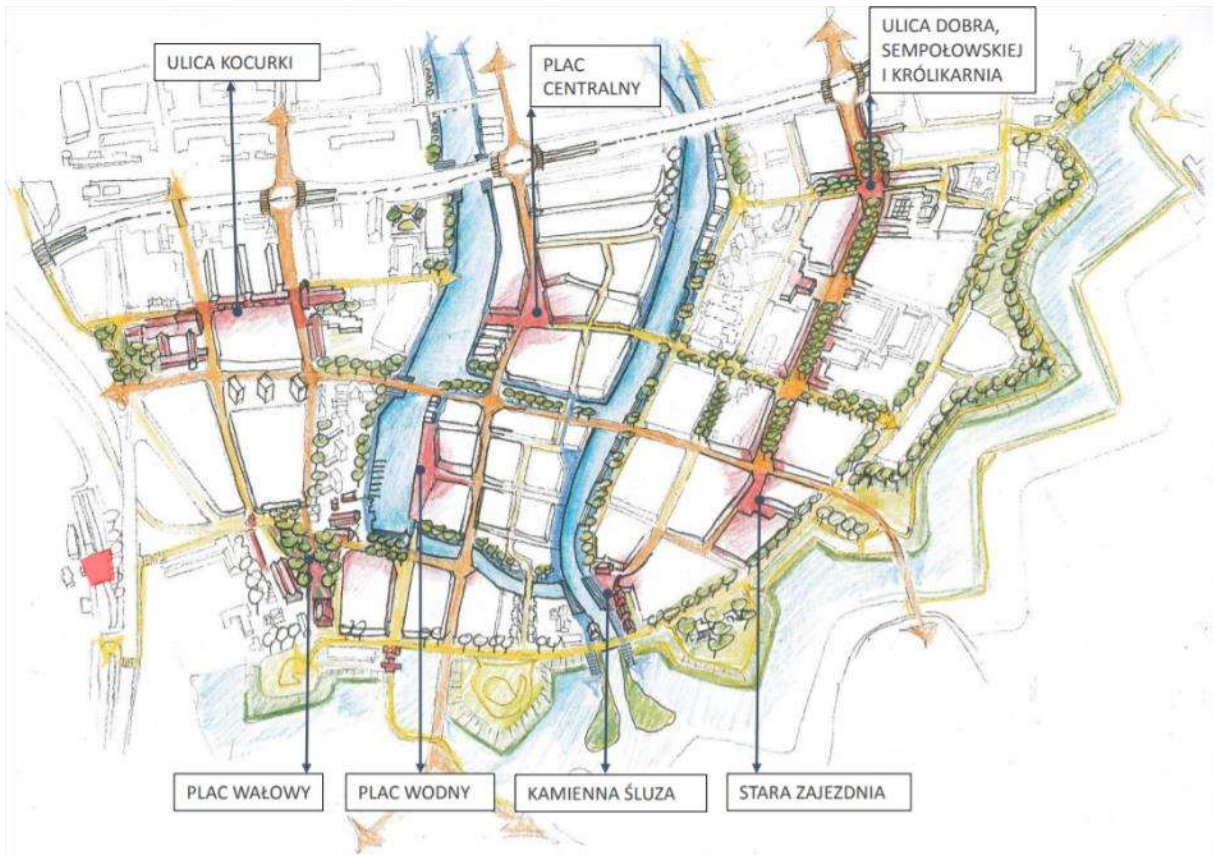 ULICA KOCURKI
PLAC
CENTRALNY
ULICA DOBRA,
SEMPOŁOWSKIEJ
I KRÓLIKARNIA
PLAC WAŁOWY
PLAC WODNY
KAMIENNA ŚLUZA
STARA ZAJEZDNIA